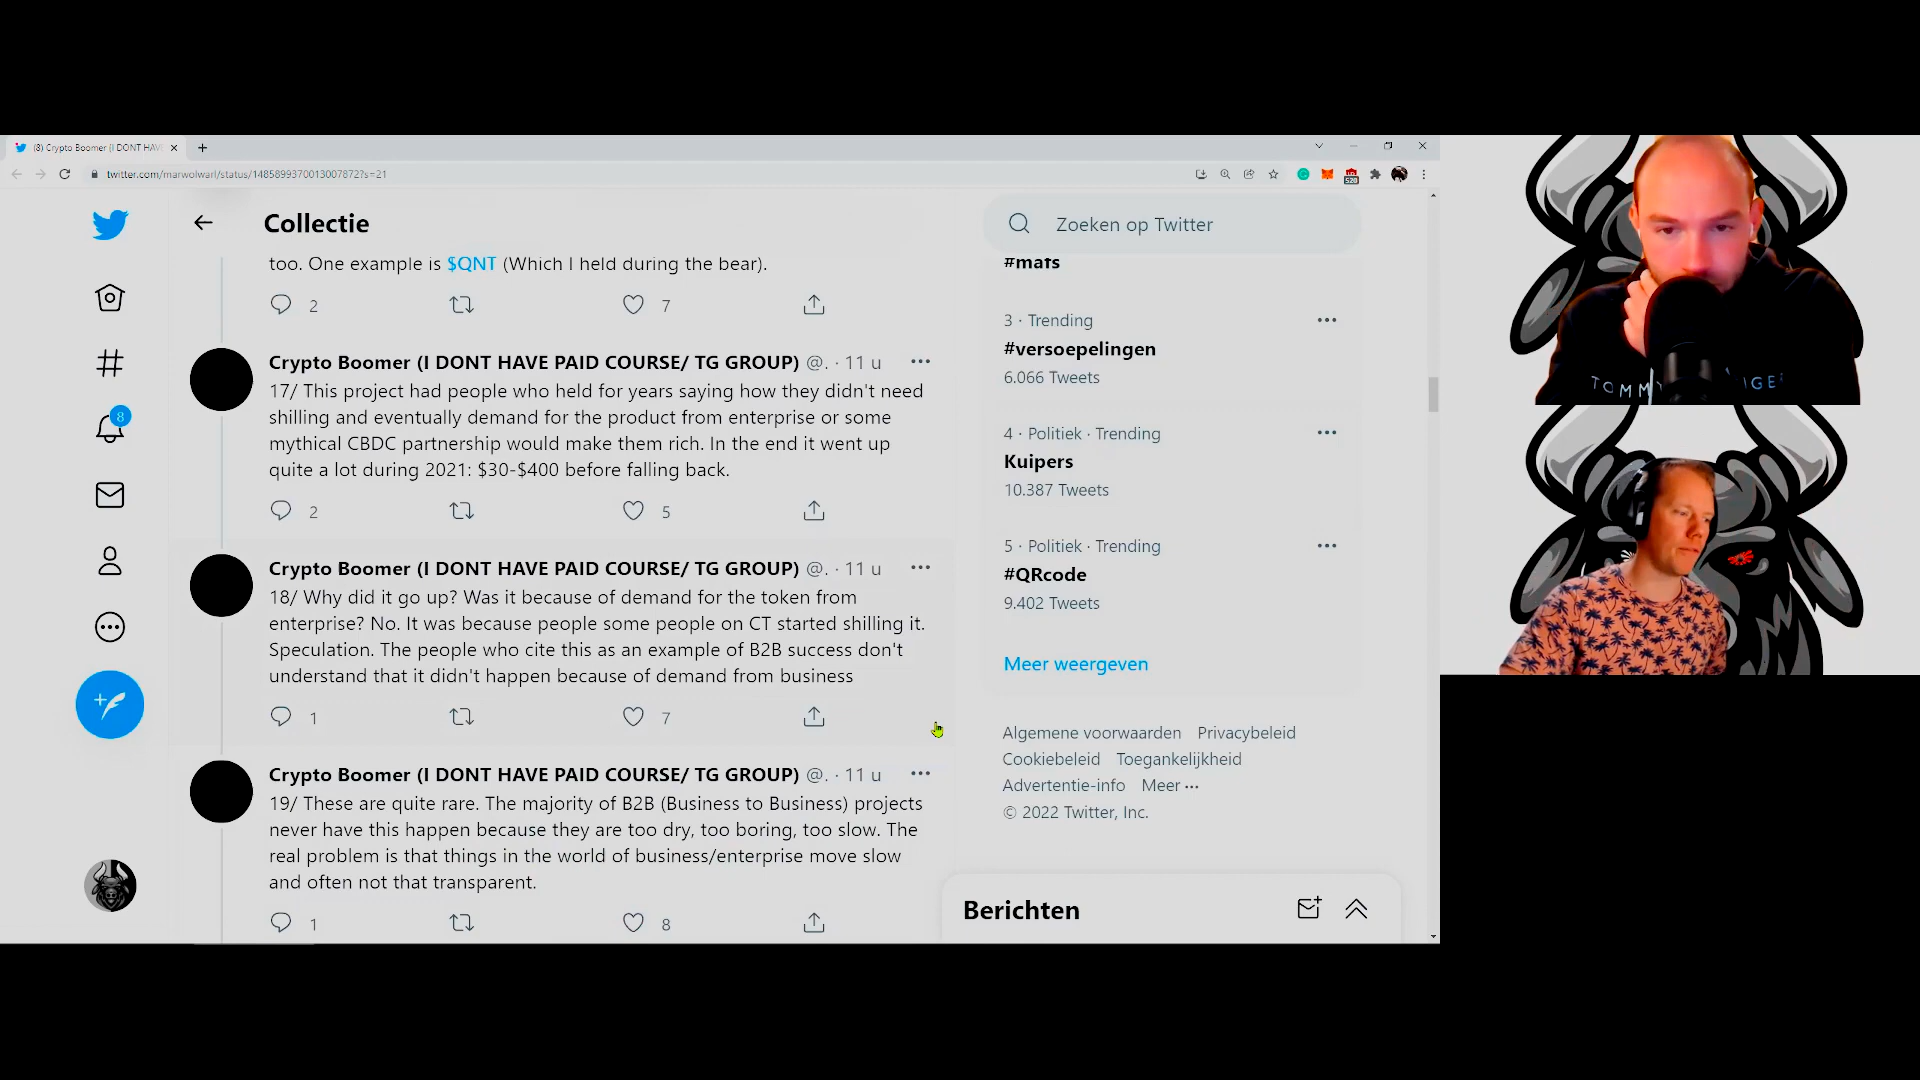 (8) Crypto Boomer (I DONT HAV
twitter.com/marwolwarl/status/1485899370013007872?s=21
Collectie
Zoeken op Twitter
too. One example is $QNT (Which I held during the bear).
2
7
Crypto Boomer (I DONT HAVE PAID COURSE/ TG GROUP) @. · 11 u
17/ This project had people who held for years saying how they didn't need
shilling and eventually demand for the product from enterprise or some
mythical CBDC partnership would make them rich. In the end it went up
quite a lot during 2021: $30-$400 before falling back.
2
5
Crypto Boomer (I DONT HAVE PAID COURSE/ TG GROUP) @. · 11 u
18/ Why did it go up? Was it because of demand for the token from
enterprise? No. It was because people some people on CT started shilling it.
Speculation. The people who cite this as an example of B2B success don't
understand that it didn't happen because of demand from business
1
7
Crypto Boomer (I DONT HAVE PAID COURSE/ TG GROUP) @. · 11 u
19/ These are quite rare. The majority of B2B (Business to Business) projects
never have this happen because they are too dry, too boring, too slow. The
real problem is that things in the world of business/enterprise move slow
and often not that transparent.
1
8
8
#mats
3 · Trending
#versoepelingen
6.066 Tweets
4 · Politiek · Trending
Kuipers
10.387 Tweets
5 · Politiek · Trending
#QRcode
9.402 Tweets
Meer weergeven
Algemene voorwaarden Privacybeleid
Cookiebeleid Toegankelijkheid
Advertentie-info Meer
© 2022 Twitter, Inc.
Berichten
TOMMY